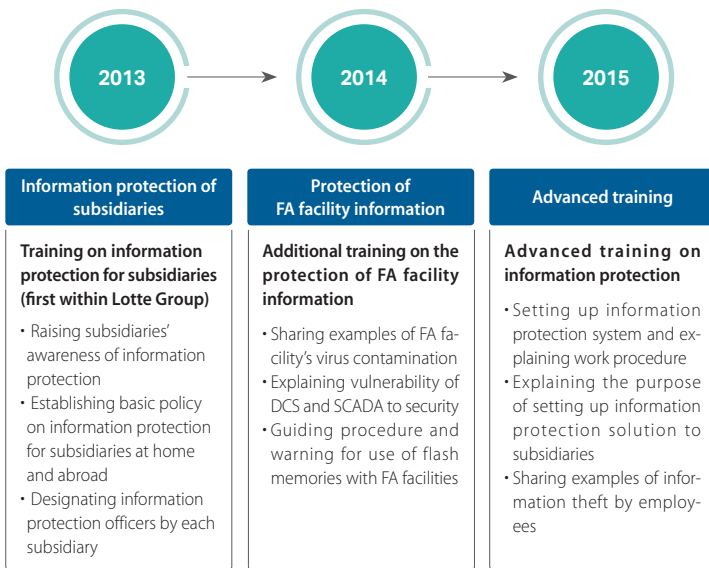 2013
2014
2015
Information protection of
subsidiaries
Training on information
protection for subsidiaries
(first within Lotte Group)
• Raising subsidiaries'
awareness of information
protection
• Establishing basic policy
on information protection
for subsidiaries at home
and abroad
• Designating information
protection officers by each
subsidiary
Protection of
FA facility information
Additional training on the
protection of FA facility
information
• Sharing examples of FA fa-
cility's virus contamination
• Explaining vulnerability of
DCS and SCADA to security
• Guiding procedure and
warning for use of flash
memories with FA facilities
Advanced training
Advanced training on
information protection
• Setting up information
protection system and ex-
plaining work procedure
• Explaining the purpose
of setting up information
protection solution to
subsidiaries
• Sharing examples of infor-
mation theft by employ-
ees